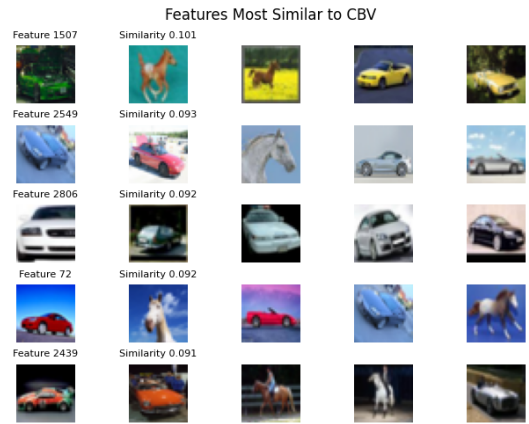 Features Most Similar to CBV
Feature 1507 Similarity 0.101
Feature 2549 Similarity 0.093
Feature 2806 Similarity 0.092
Feature 72 Similarity 0.092
Feature 2439 Similarity 0.091